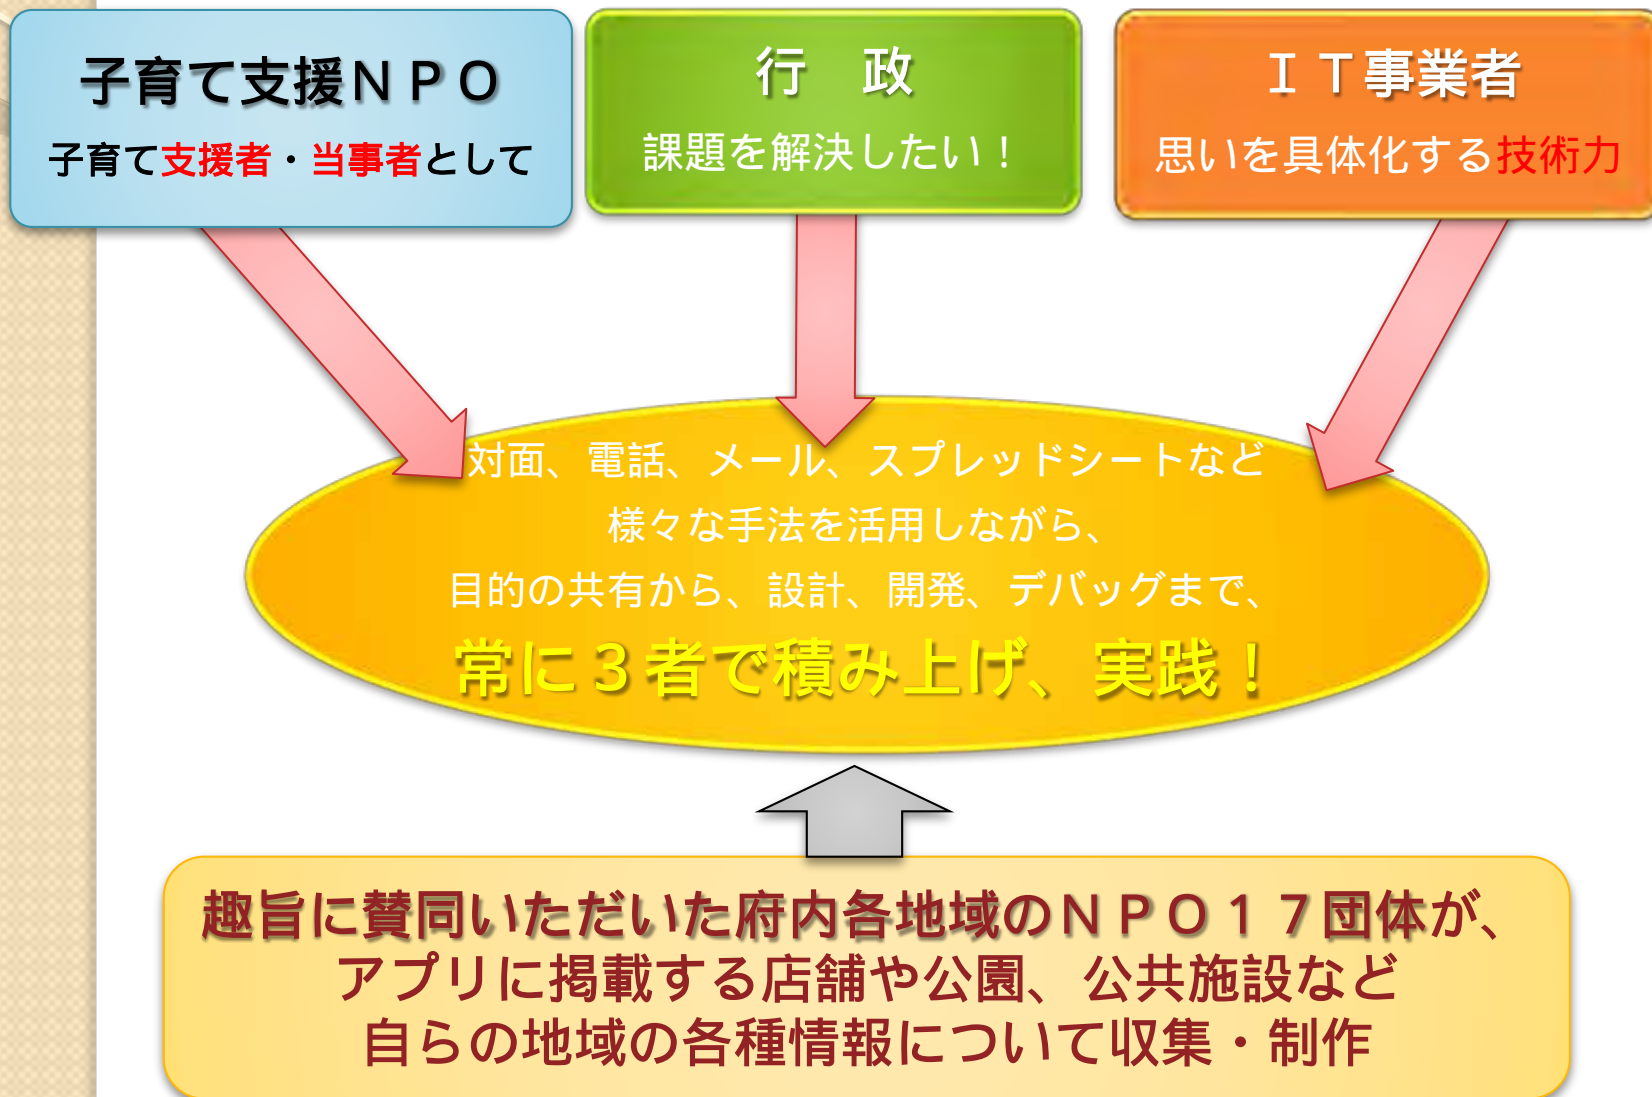 子育て支援ＮＰＯ
子育て支援者・当事者として
行　政
課題を解決したい！
ＩＴ事業者
思いを具体化する技術力
対面、電話、メール、スプレッドシートなど
様々な手法を活用しながら、
目的の共有から、設計、開発、デバッグまで、
常に３者で積み上げ、実践！
趣旨に賛同いただいた府内各地域のＮＰＯ１７団体が、
アプリに掲載する店舗や公園、公共施設など
自らの地域の各種情報について収集・制作